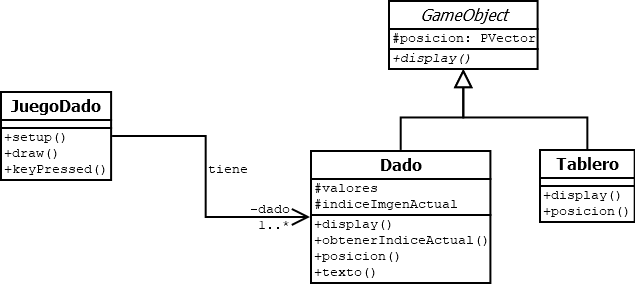 GameObject
#posicion: PVector
+display()
JuegoDado
+setup()
+draw()
+keyPressed()
tiene
-dado
1..*
Dado
#valores
#indiceImgenActual
+display()
+obtenerIndiceActual()
+posicion()
+texto()
Tablero
+display()
+posicion()